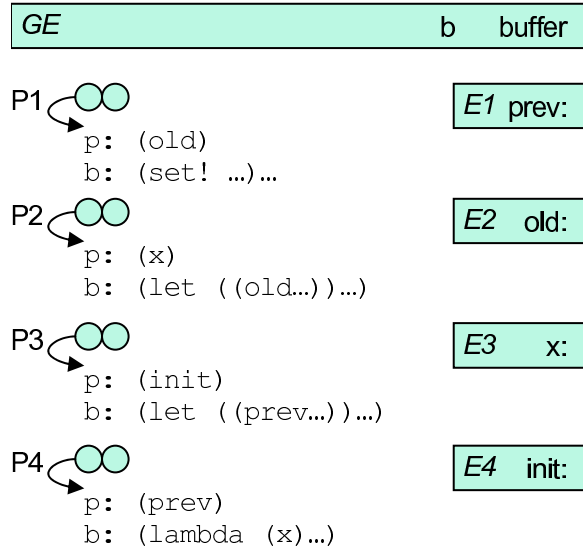 GE b buffer
P1 E1 prev:
p: (old)
b: (set! …)…
P2 E2 old:
p: (x)
b: (let ((old…))…)
P3 E3 x:
p: (init)
b: (let ((prev…))…)
P4 E4 init:
p: (prev)
b: (lambda (x)…)